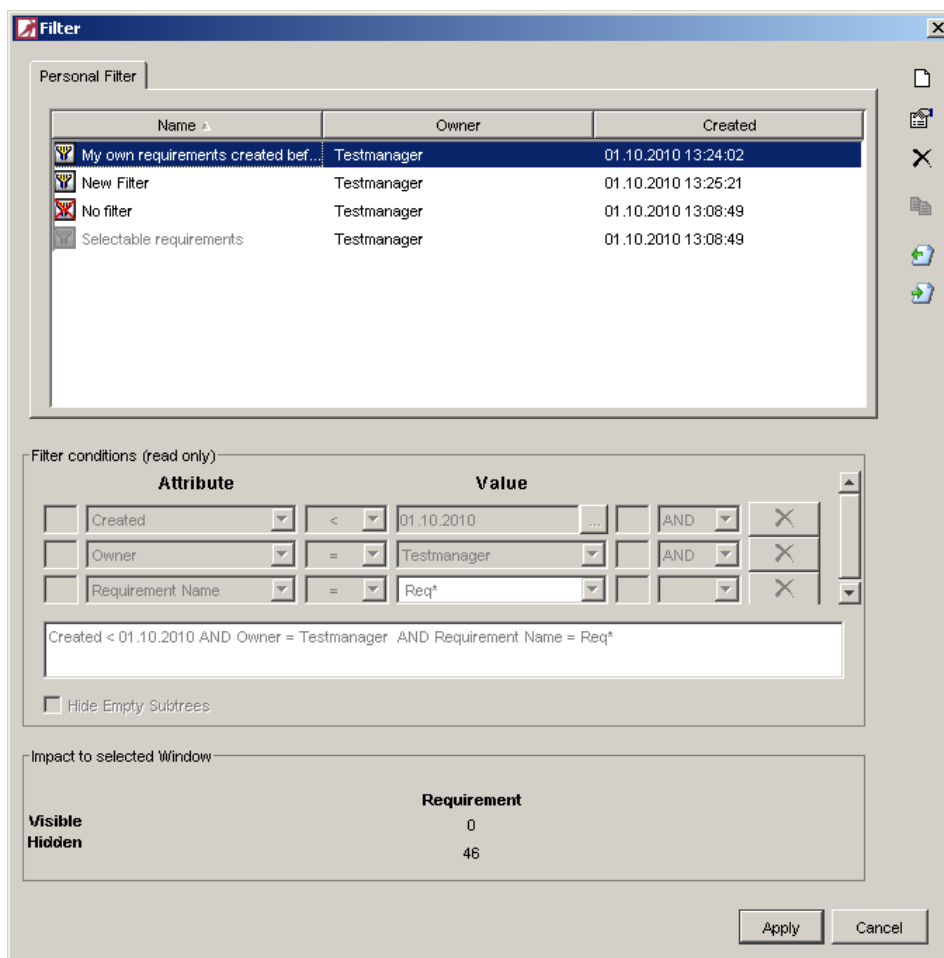 Filter
Personal Filter
Name Owner Created
My own requirements created bef... Testmanager 01.10.2010 13:24:02
New Filter Testmanager 01.10.2010 13:25:21
No filter Testmanager 01.10.2010 13:08:49
Selectable requirements Testmanager 01.10.2010 13:08:49
Filter conditions (read only)
Attribute Value
Created < 01.10.2010 ... AND
Owner = Testmanager AND
Requirement Name = Req*
Created < 01.10.2010 AND Owner = Testmanager AND Requirement Name = Req*
Hide Empty Subtrees
Impact to selected Window
Requirement
Visible 0
Hidden 46
Apply Cancel